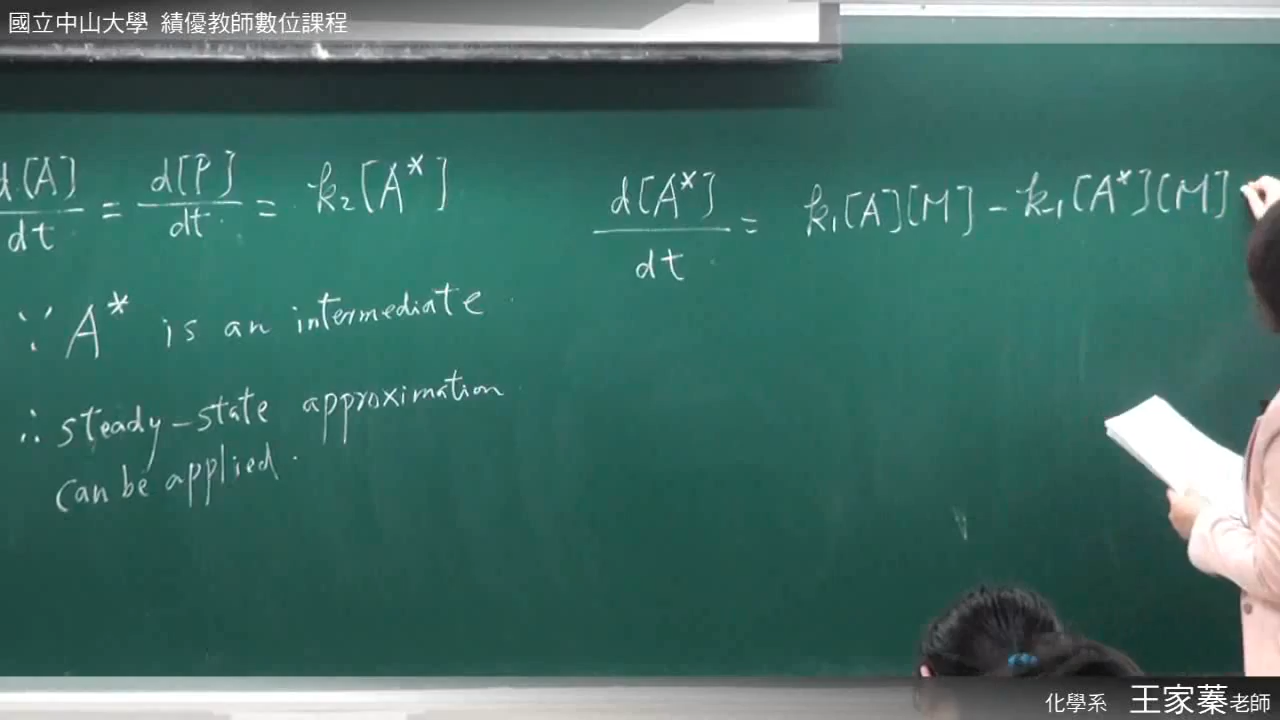 國立中山大學 績優教師數位課程
d[A]/dt = d[P]/dt = k₂[A*]
∵ A* is an intermediate
∴ steady-state approximation
can be applied.
d[A*]/dt = k₁[A][M] - k₋₁[A*][M]
化學系 王家蓁老師